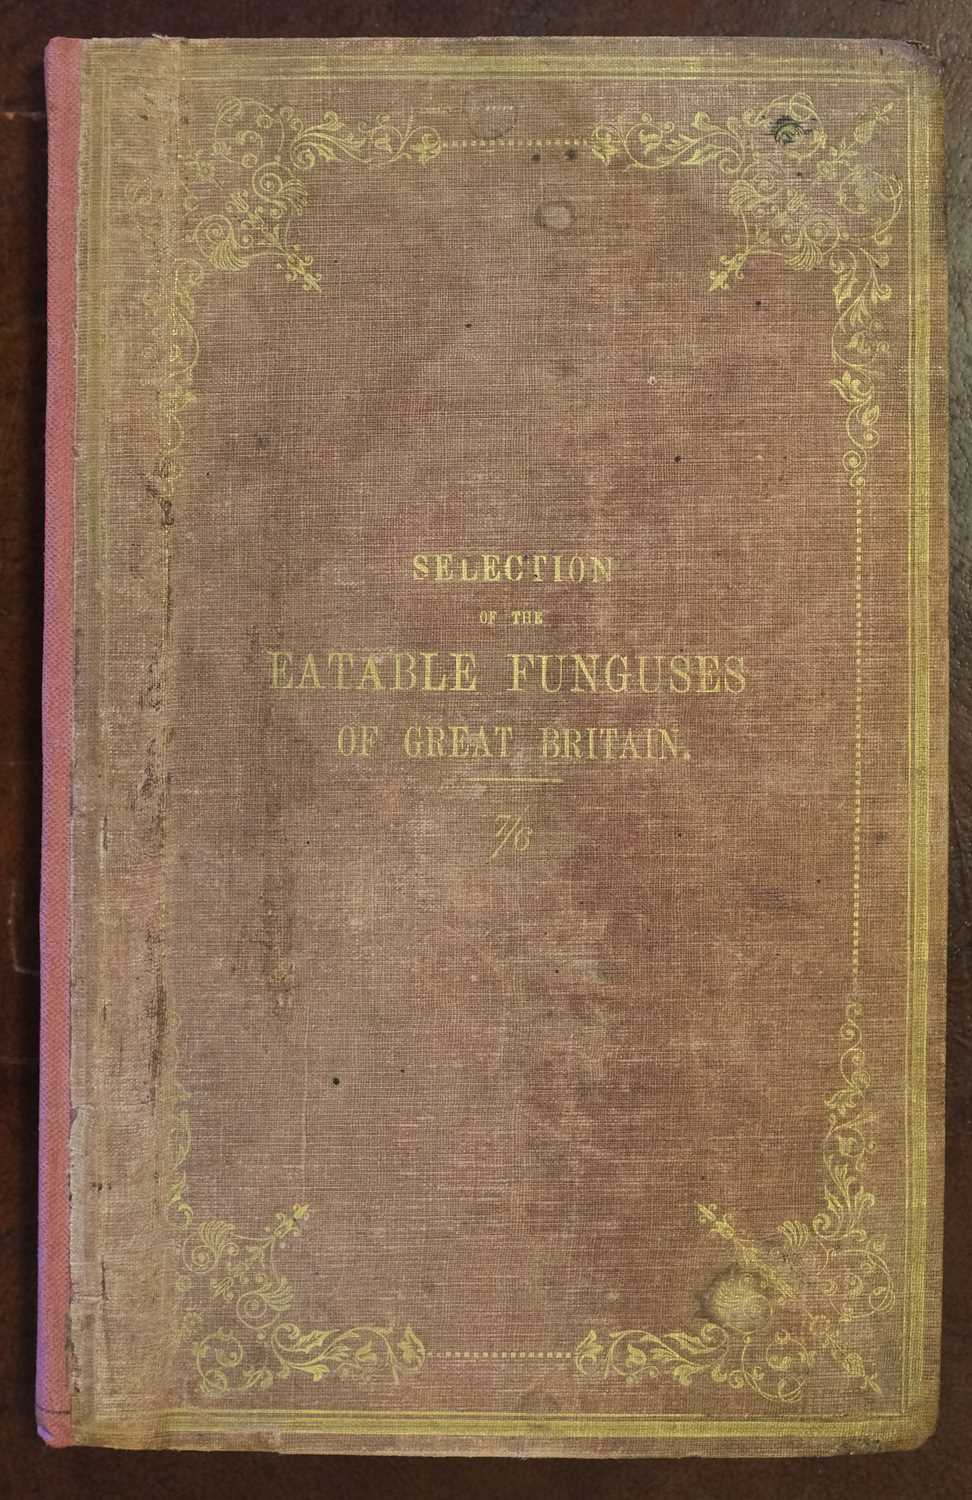 SELECTION
OF THE
EATABLE FUNGUSES
OF GREAT BRITAIN.
7/6